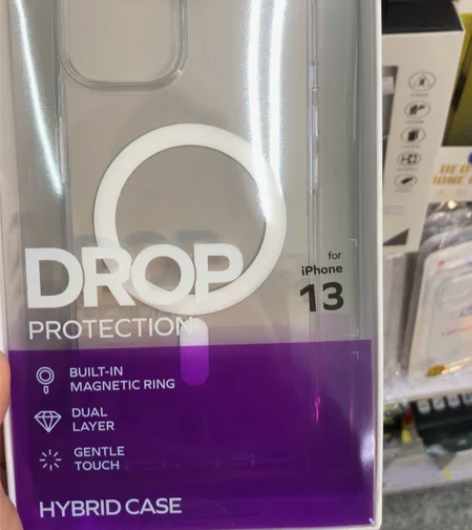 DROP
PROTECTION
for
iPhone
13
BUILT-IN
MAGNETIC RING
DUAL
LAYER
GENTLE
TOUCH
HYBRID CASE